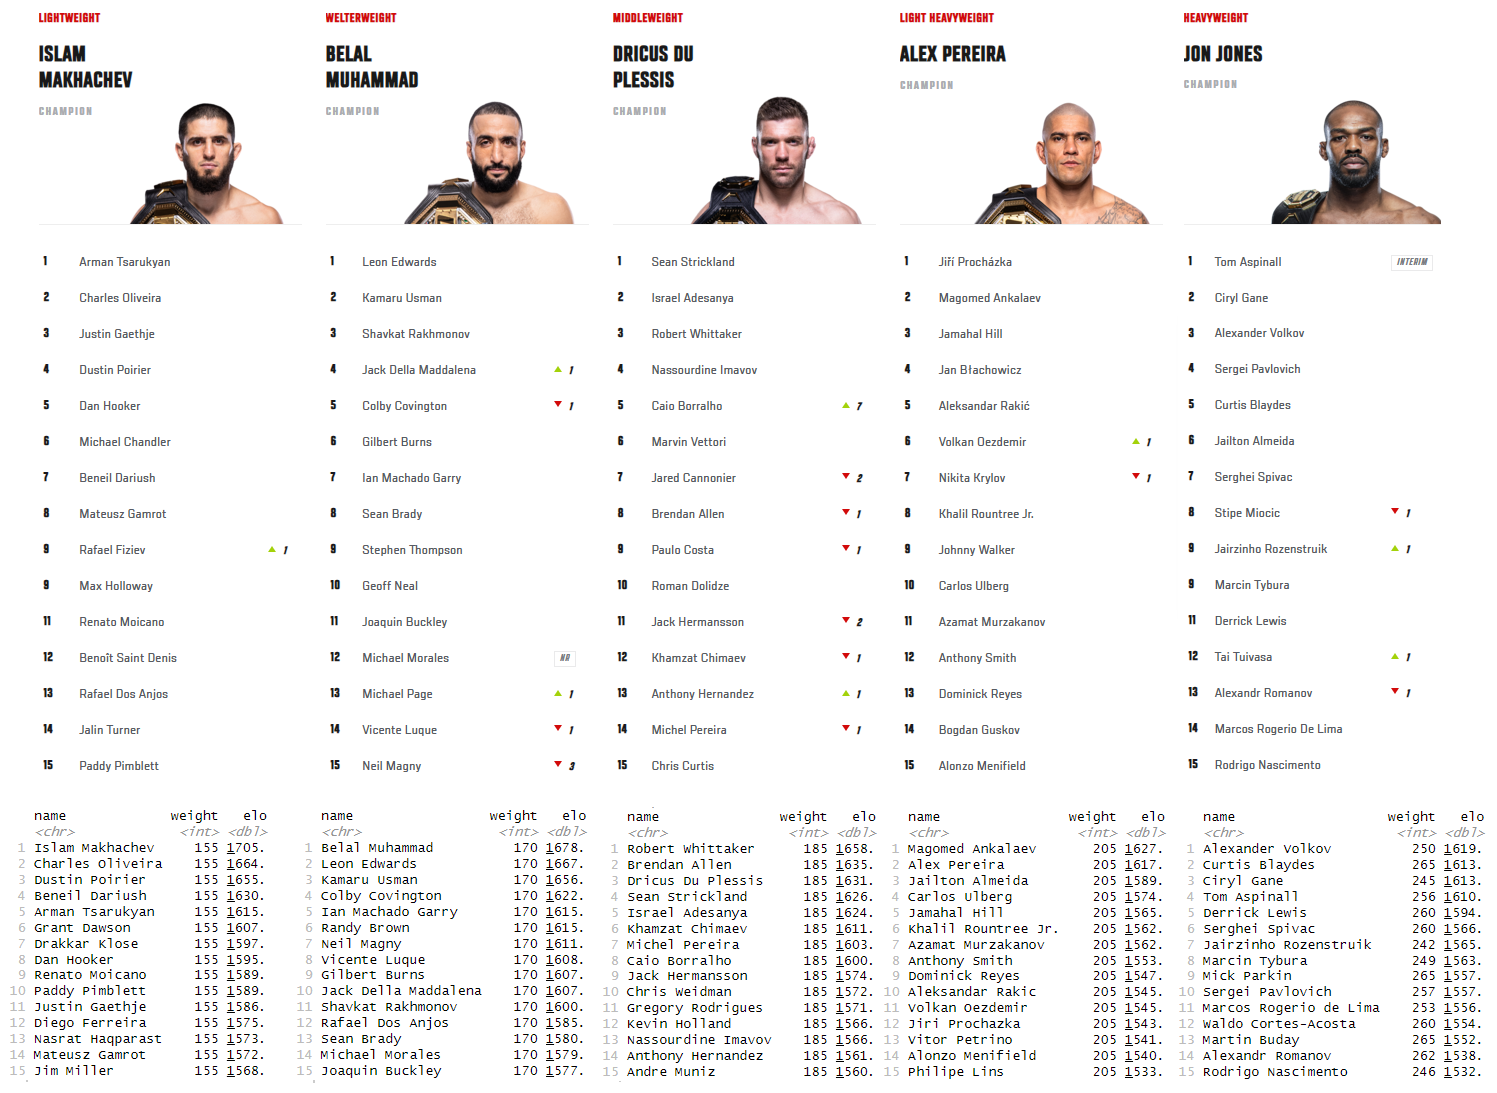 LIGHTWEIGHT
ISLAM
MAKHACHEV
CHAMPION
1 Arman Tsarukyan
2 Charles Oliveira
3 Justin Gaethje
4 Dustin Poirier
5 Dan Hooker
6 Michael Chandler
7 Beneil Dariush
8 Mateusz Gamrot
9 Rafael Fiziev 1
9 Max Holloway
11 Renato Moicano
12 Benoît Saint Denis
13 Rafael Dos Anjos
14 Jalin Turner
15 Paddy Pimblett
WELTERWEIGHT
BELAL
MUHAMMAD
CHAMPION
1 Leon Edwards
2 Kamaru Usman
3 Shavkat Rakhmonov
4 Jack Della Maddalena 1
5 Colby Covington 1
6 Gilbert Burns
7 Ian Machado Garry
8 Sean Brady
9 Stephen Thompson
10 Geoff Neal
11 Joaquin Buckley
12 Michael Morales NR
13 Michael Page 1
14 Vicente Luque 1
15 Neil Magny 3
MIDDLEWEIGHT
DRICUS DU
PLESSIS
CHAMPION
1 Sean Strickland
2 Israel Adesanya
3 Robert Whittaker
4 Nassourdine Imavov
5 Caio Borralho 7
6 Marvin Vettori
7 Jared Cannonier 2
8 Brendan Allen 1
9 Paulo Costa 1
10 Roman Dolidze
11 Jack Hermansson 2
12 Khamzat Chimaev 1
13 Anthony Hernandez 1
14 Michel Pereira 1
15 Chris Curtis
LIGHT HEAVYWEIGHT
ALEX PEREIRA
CHAMPION
1 Jiří Procházka
2 Magomed Ankalaev
3 Jamahal Hill
4 Jan Błachowicz
5 Aleksandar Rakić
6 Volkan Oezdemir 1
7 Nikita Krylov 1
8 Khalil Rountree Jr.
9 Johnny Walker
10 Carlos Ulberg
11 Azamat Murzakanov
12 Anthony Smith
13 Dominick Reyes
14 Bogdan Guskov
15 Alonzo Menifield
HEAVYWEIGHT
JON JONES
CHAMPION
1 Tom Aspinall INTERIM
2 Ciryl Gane
3 Alexander Volkov
4 Sergei Pavlovich
5 Curtis Blaydes
6 Jailton Almeida
7 Serghei Spivac
8 Stipe Miocic 1
9 Jairzinho Rozenstruik 1
9 Marcin Tybura
11 Derrick Lewis
12 Tai Tuivasa 1
13 Alexandr Romanov 1
14 Marcos Rogerio De Lima
15 Rodrigo Nascimento
name weight elo
<chr> <int> <dbl>
1 Islam Makhachev 155 1705.
2 Charles Oliveira 155 1664.
3 Dustin Poirier 155 1655.
4 Beneil Dariush 155 1630.
5 Arman Tsarukyan 155 1615.
6 Grant Dawson 155 1607.
7 Drakkar Klose 155 1597.
8 Dan Hooker 155 1595.
9 Renato Moicano 155 1589.
10 Paddy Pimblett 155 1589.
11 Justin Gaethje 155 1586.
12 Diego Ferreira 155 1575.
13 Nasrat Haqparast 155 1573.
14 Mateusz Gamrot 155 1572.
15 Jim Miller 155 1568.
name weight elo
<chr> <int> <dbl>
1 Belal Muhammad 170 1678.
2 Leon Edwards 170 1667.
3 Kamaru Usman 170 1656.
4 Colby Covington 170 1622.
5 Ian Machado Garry 170 1615.
6 Randy Brown 170 1615.
7 Neil Magny 170 1611.
8 Vicente Luque 170 1608.
9 Gilbert Burns 170 1607.
10 Jack Della Maddalena 170 1607.
11 Shavkat Rakhmonov 170 1600.
12 Rafael Dos Anjos 170 1585.
13 Sean Brady 170 1580.
14 Michael Morales 170 1579.
15 Joaquin Buckley 170 1577.
name weight elo
<chr> <int> <dbl>
1 Robert Whittaker 185 1658.
2 Brendan Allen 185 1635.
3 Dricus Du Plessis 185 1631.
4 Sean Strickland 185 1626.
5 Israel Adesanya 185 1624.
6 Khamzat Chimaev 185 1611.
7 Michel Pereira 185 1603.
8 Caio Borralho 185 1600.
9 Jack Hermansson 185 1574.
10 Chris Weidman 185 1572.
11 Gregory Rodrigues 185 1571.
12 Kevin Holland 185 1566.
13 Nassourdine Imavov 185 1566.
14 Anthony Hernandez 185 1561.
15 Andre Muniz 185 1560.
name weight elo
<chr> <int> <dbl>
1 Magomed Ankalaev 205 1627.
2 Alex Pereira 205 1617.
3 Jailton Almeida 205 1589.
4 Carlos Ulberg 205 1574.
5 Jamahal Hill 205 1565.
6 Khalil Rountree Jr. 205 1562.
7 Azamat Murzakanov 205 1562.
8 Anthony Smith 205 1553.
9 Dominick Reyes 205 1547.
10 Aleksandar Rakic 205 1545.
11 Volkan Oezdemir 205 1545.
12 Jiri Prochazka 205 1543.
13 Vitor Petrino 205 1541.
14 Alonzo Menifield 205 1540.
15 Philipe Lins 205 1533.
name weight elo
<chr> <int> <dbl>
1 Alexander Volkov 250 1619.
2 Curtis Blaydes 265 1613.
3 Ciryl Gane 245 1613.
4 Tom Aspinall 256 1610.
5 Derrick Lewis 260 1594.
6 Serghei Spivac 260 1566.
7 Jairzinho Rozenstruik 242 1565.
8 Marcin Tybura 249 1563.
9 Mick Parkin 265 1557.
10 Sergei Pavlovich 257 1557.
11 Marcos Rogerio de Lima 253 1556.
12 Waldo Cortes-Acosta 260 1554.
13 Martin Buday 265 1552.
14 Alexandr Romanov 262 1538.
15 Rodrigo Nascimento 246 1532.